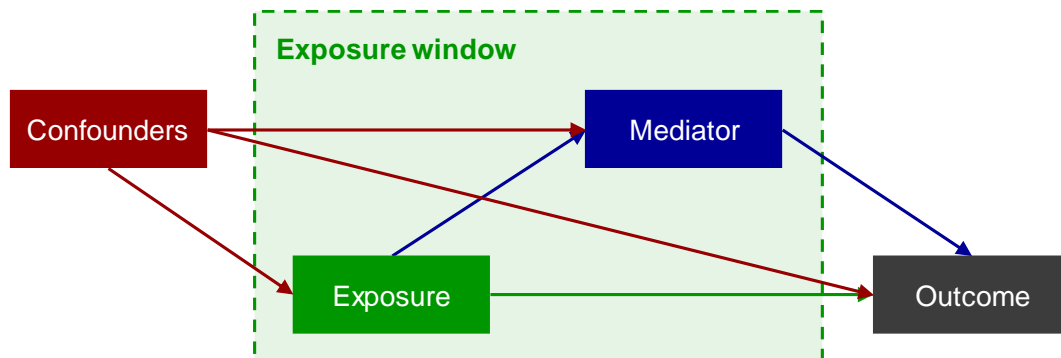 Exposure window
Confounders
Mediator
Exposure
Outcome